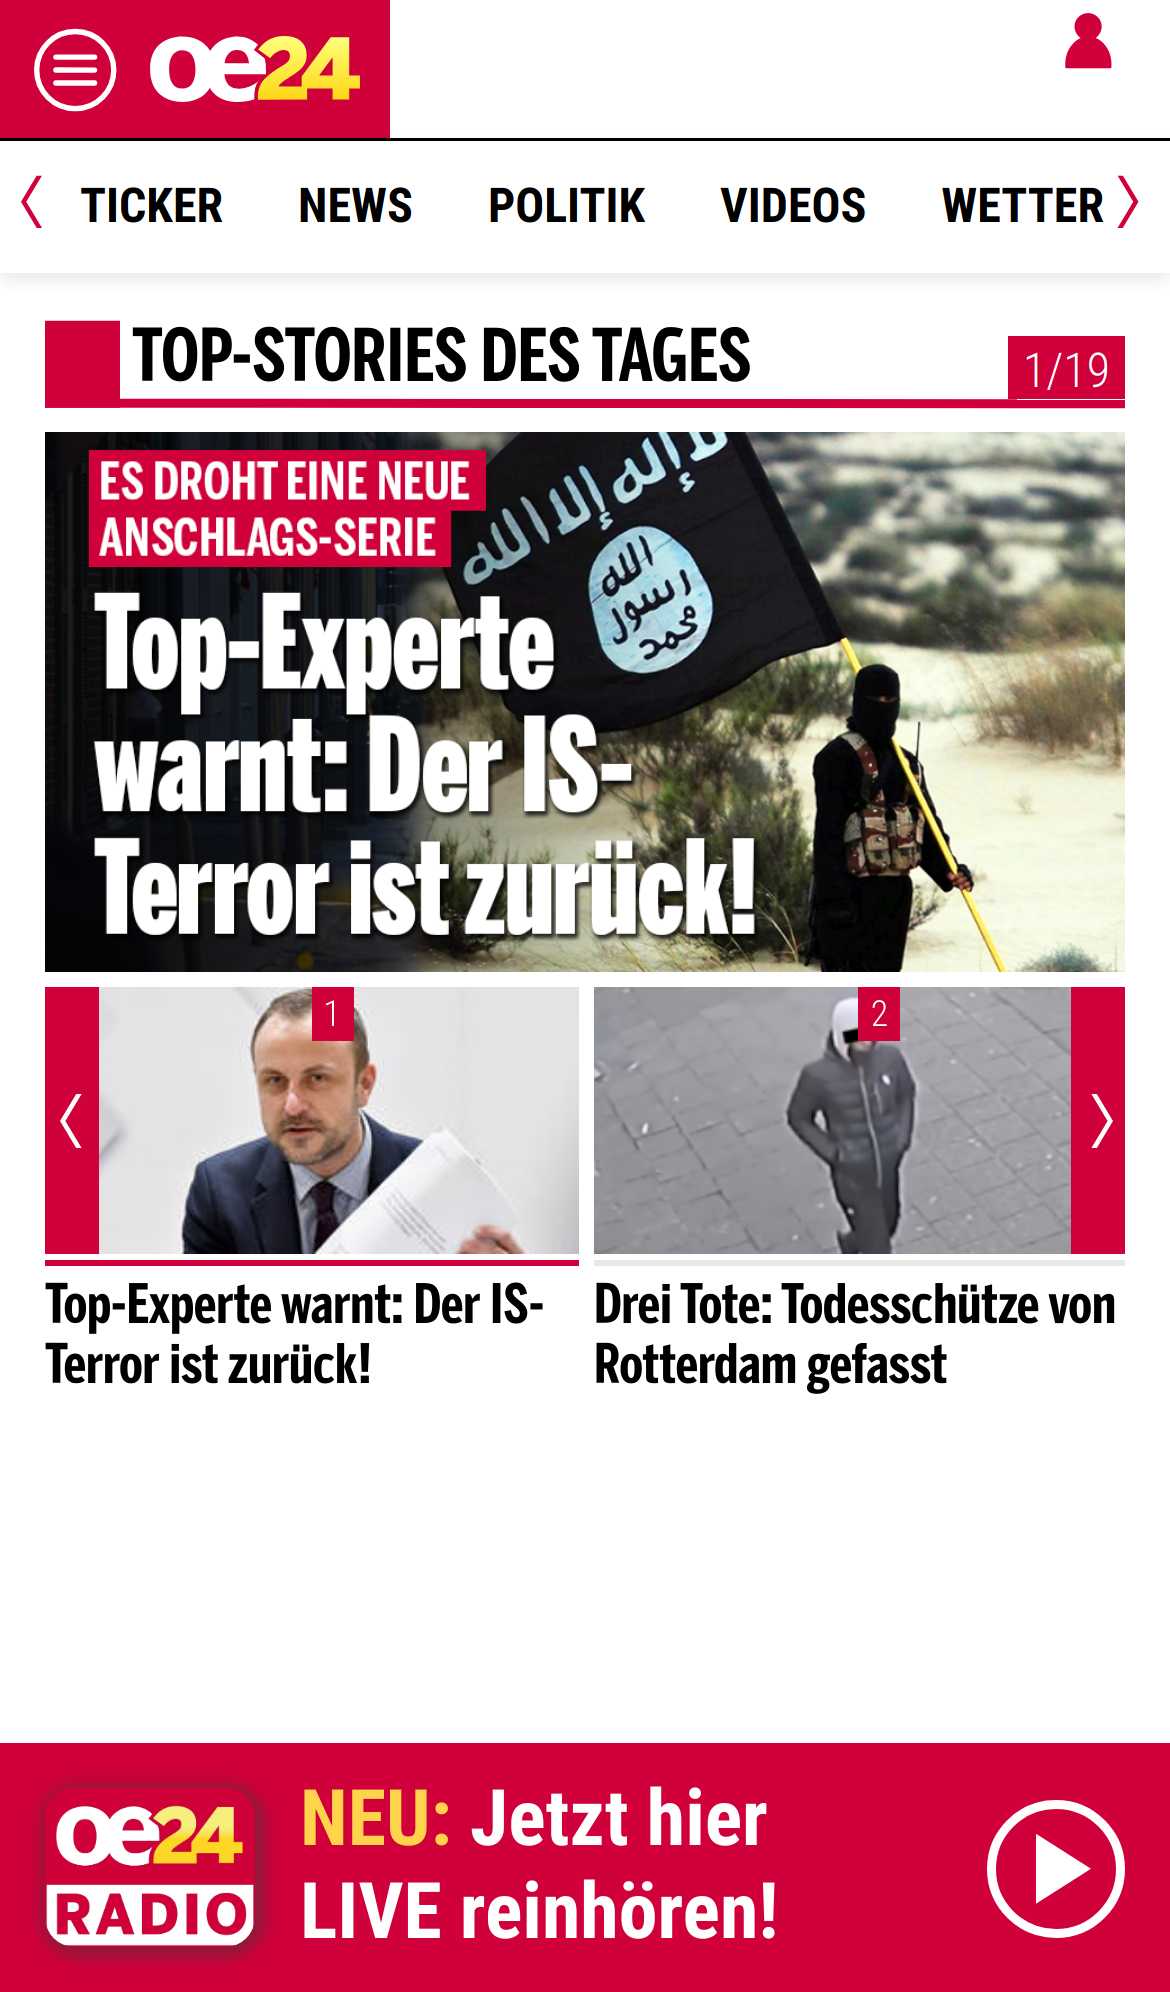 oe24
TICKER NEWS POLITIK VIDEOS WETTER
TOP-STORIES DES TAGES
1/19
ES DROHT EINE NEUE
ANSCHLAGS-SERIE
لا إله إلا الله
الله
رسول
محمد
Top-Experte
warnt: Der IS-
Terror ist zurück!
1
2
Top-Experte warnt: Der IS-
Terror ist zurück!
Drei Tote: Todesschütze von
Rotterdam gefasst
oe24
RADIO
NEU: Jetzt hier
LIVE reinhören!